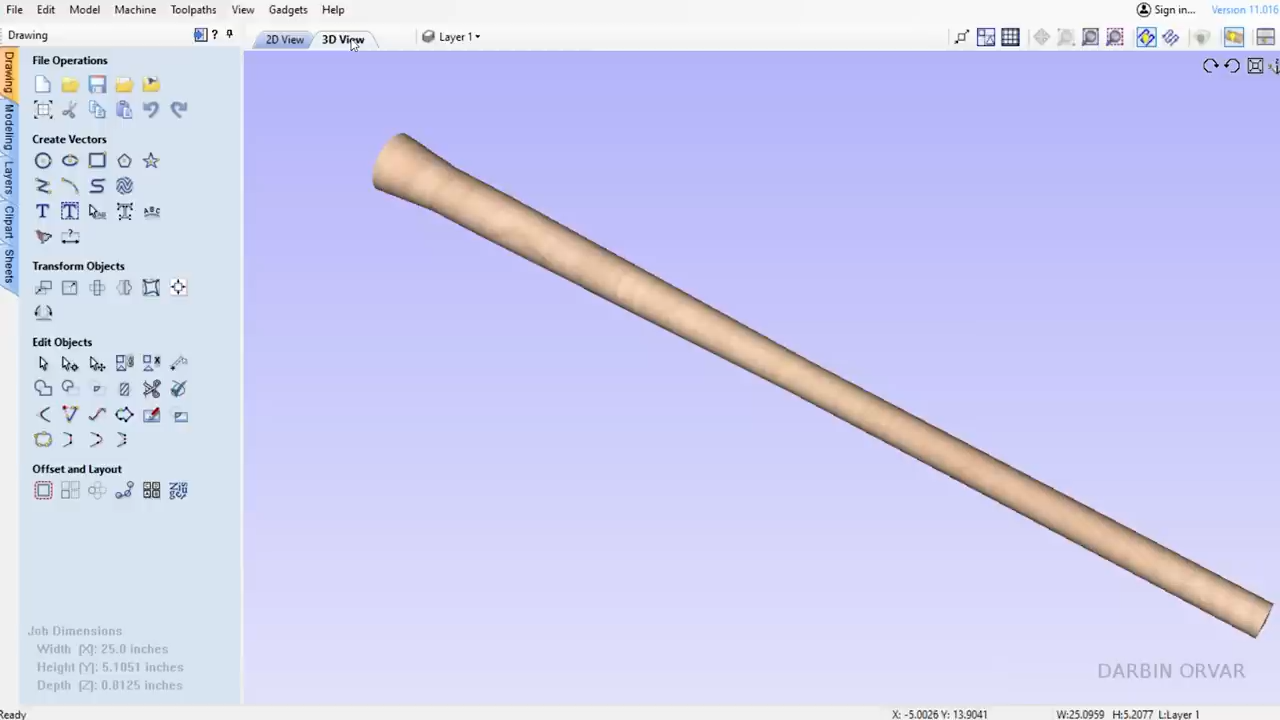 File Edit Model Machine Toolpaths View Gadgets Help
Sign in... Version 11.016
Drawing ?
2D View 3D View Layer 1
Drawing
Modeling
Layers
Clipart
Sheets
File Operations
Create Vectors
Transform Objects
Edit Objects
Offset and Layout
Job Dimensions
Width (X): 25.0 inches
Height (Y): 5.1051 inches
Depth (Z): 0.8125 inches
DARBIN ORVAR
Ready X: -5.0026 Y: 13.9041 W:25.0959 H:5.2077 L:Layer 1